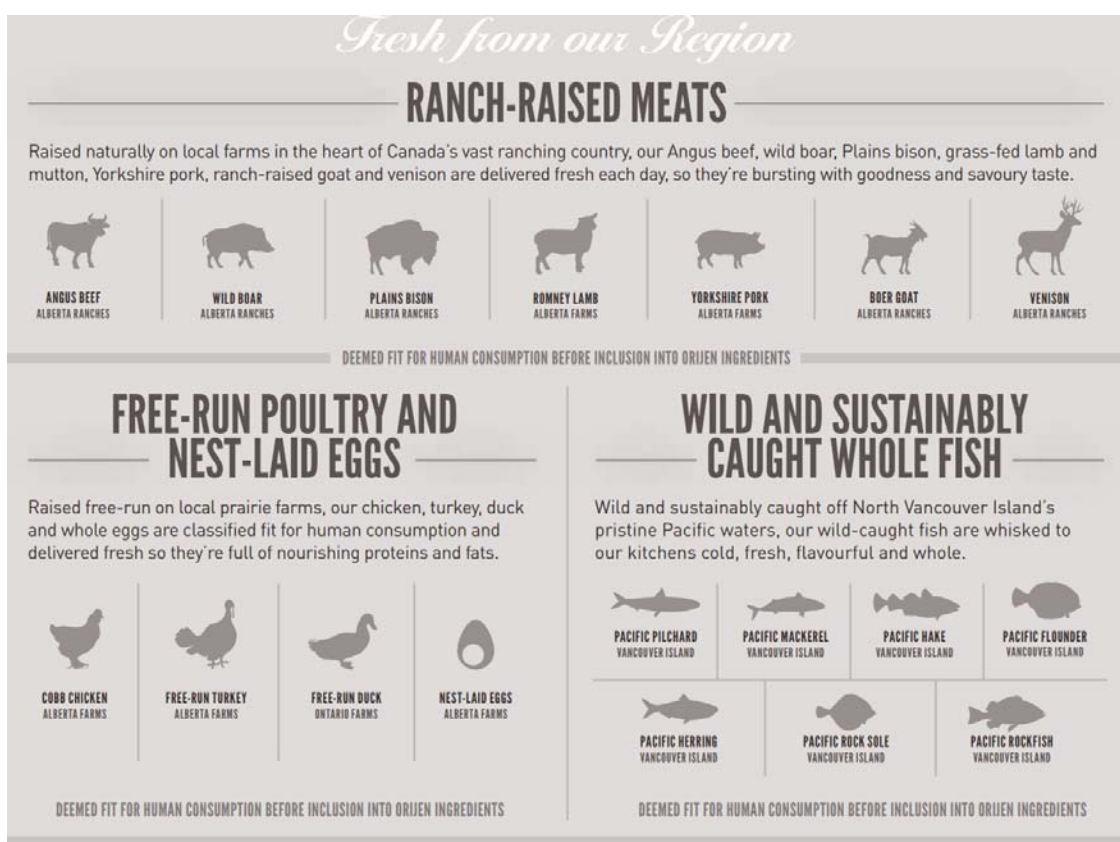 Fresh from our Region
RANCH-RAISED MEATS
Raised naturally on local farms in the heart of Canada's vast ranching country, our Angus beef, wild boar, Plains bison, grass-fed lamb and
mutton, Yorkshire pork, ranch-raised goat and venison are delivered fresh each day, so they're bursting with goodness and savoury taste.
ANGUS BEEF
ALBERTA RANCHES
WILD BOAR
ALBERTA RANCHES
PLAINS BISON
ALBERTA RANCHES
ROMNEY LAMB
ALBERTA FARMS
YORKSHIRE PORK
ALBERTA FARMS
BOER GOAT
ALBERTA RANCHES
VENISON
ALBERTA RANCHES
DEEMED FIT FOR HUMAN CONSUMPTION BEFORE INCLUSION INTO ORIJEN INGREDIENTS
FREE-RUN POULTRY AND
NEST-LAID EGGS
Raised free-run on local prairie farms, our chicken, turkey, duck
and whole eggs are classified fit for human consumption and
delivered fresh so they're full of nourishing proteins and fats.
COBB CHICKEN
ALBERTA FARMS
FREE-RUN TURKEY
ALBERTA FARMS
FREE-RUN DUCK
ONTARIO FARMS
NEST-LAID EGGS
ALBERTA FARMS
DEEMED FIT FOR HUMAN CONSUMPTION BEFORE INCLUSION INTO ORIJEN INGREDIENTS
WILD AND SUSTAINABLY
CAUGHT WHOLE FISH
Wild and sustainably caught off North Vancouver Island's
pristine Pacific waters, our wild-caught fish are whisked to
our kitchens cold, fresh, flavourful and whole.
PACIFIC PILCHARD
VANCOUVER ISLAND
PACIFIC MACKEREL
VANCOUVER ISLAND
PACIFIC HAKE
VANCOUVER ISLAND
PACIFIC FLOUNDER
VANCOUVER ISLAND
PACIFIC HERRING
VANCOUVER ISLAND
PACIFIC ROCK SOLE
VANCOUVER ISLAND
PACIFIC ROCKFISH
VANCOUVER ISLAND
DEEMED FIT FOR HUMAN CONSUMPTION BEFORE INCLUSION INTO ORIJEN INGREDIENTS